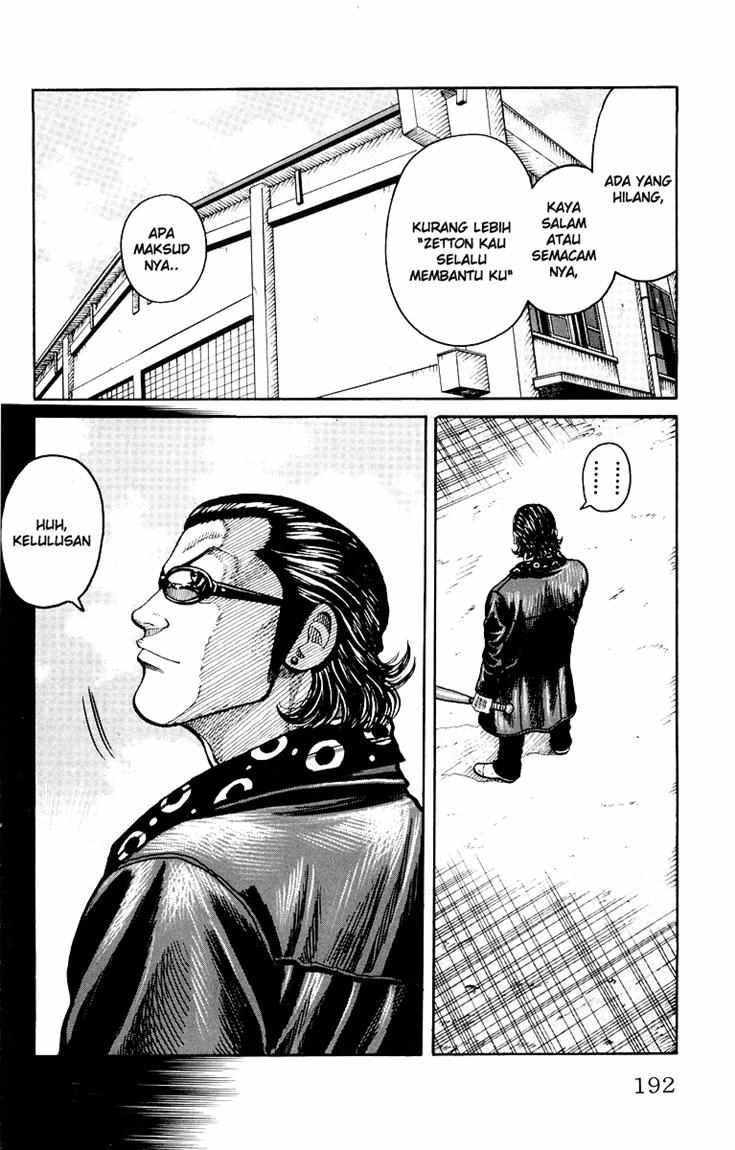 ADA YANG
HILANG,
KAYA
SALAM
ATAU
SEMACAM
NYA,
KURANG LEBIH
"ZETTON KAU
SELALU
MEMBANTU KU"
APA
MAKSUD
NYA..
......
HUH,
KELULUSAN
192